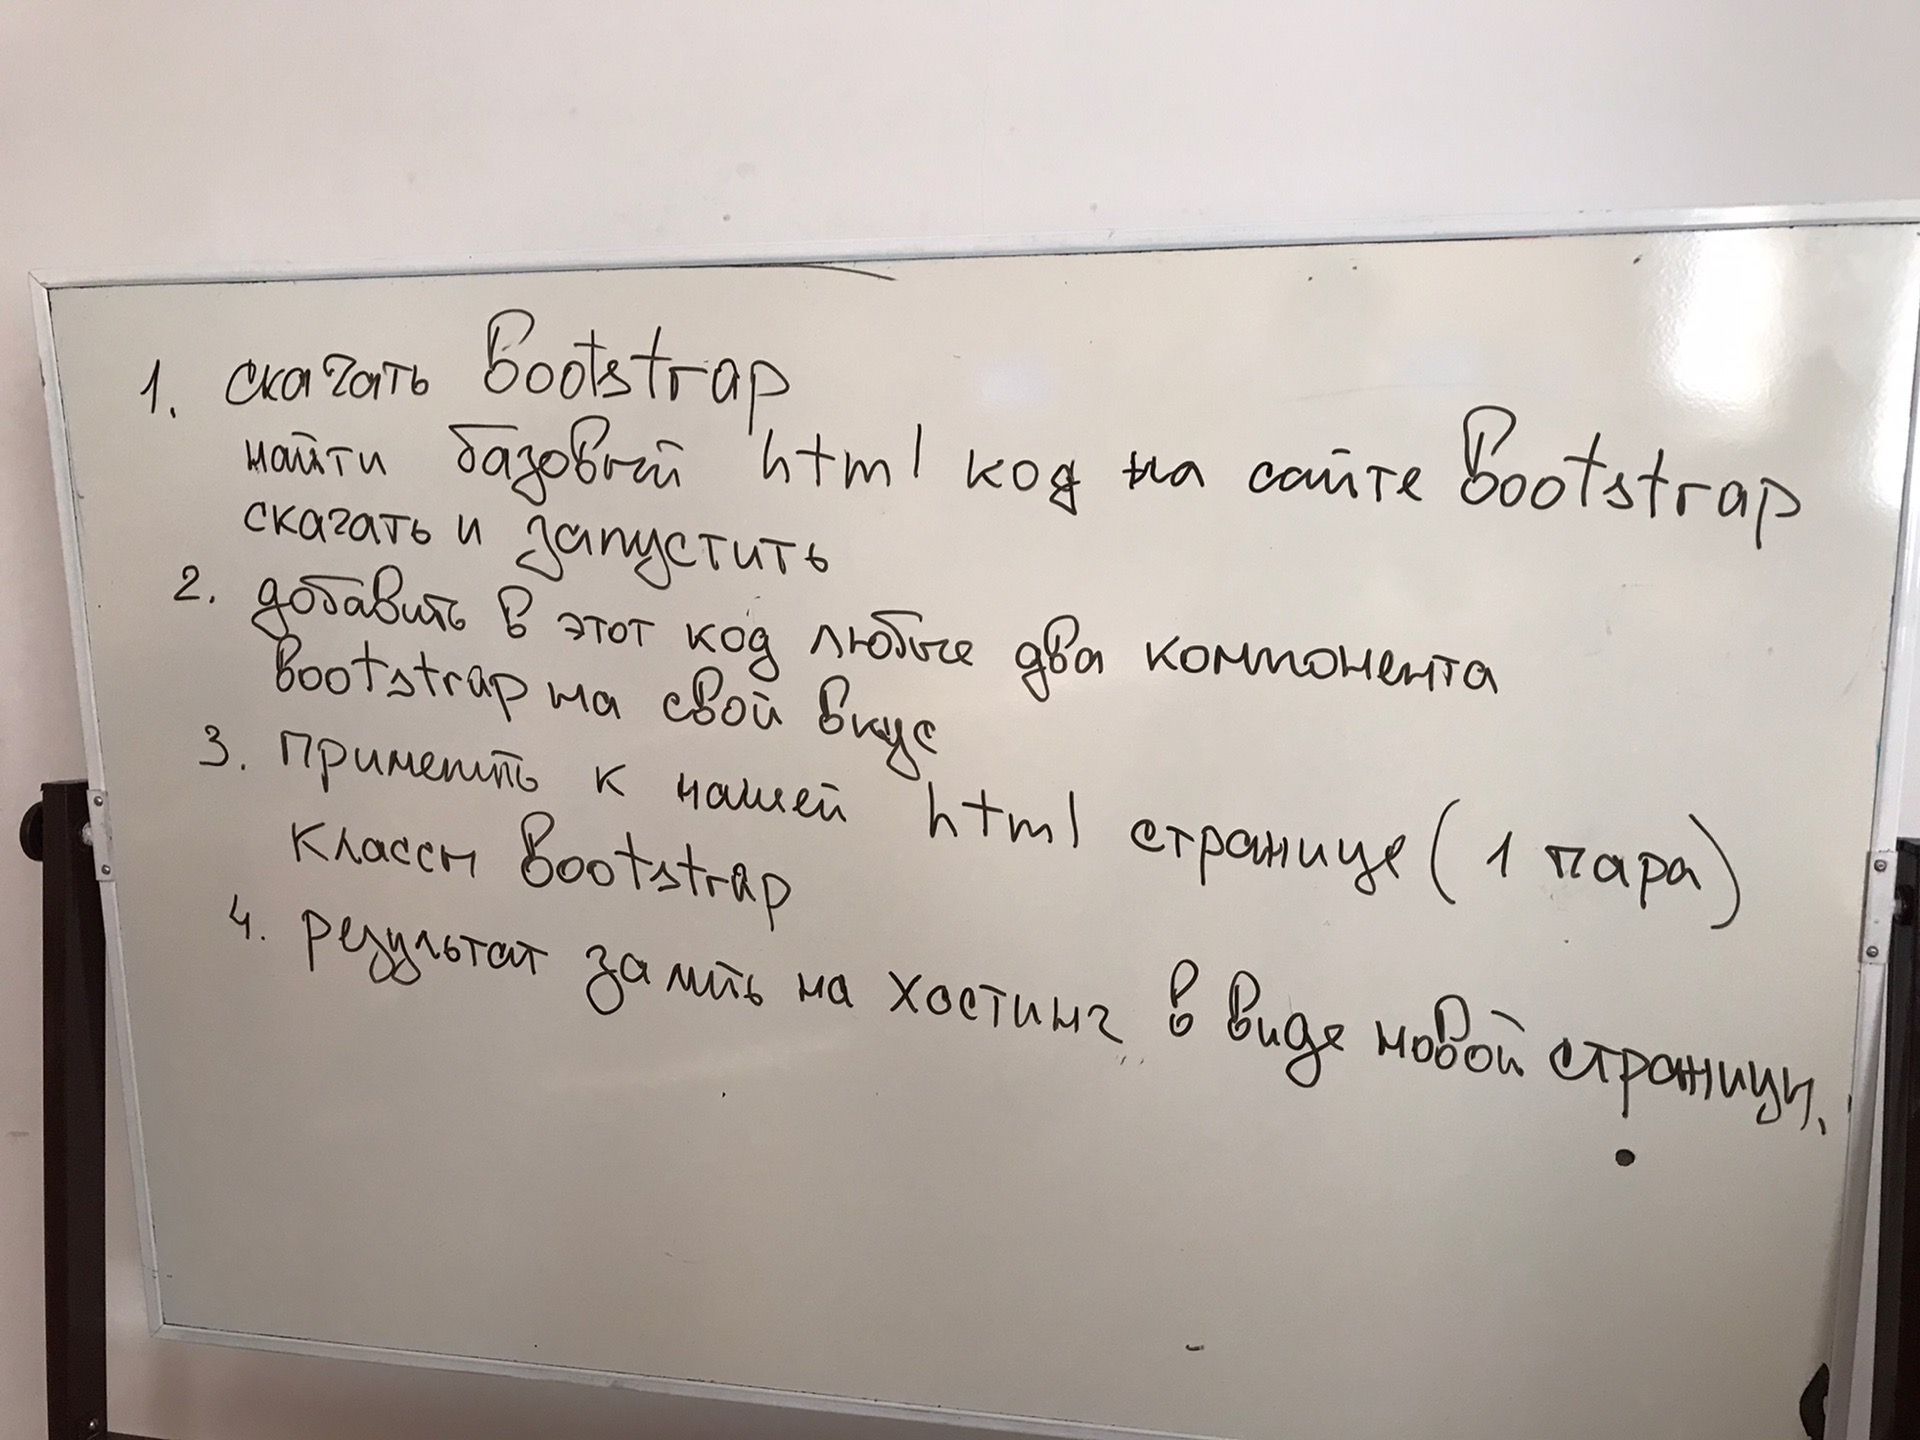 1. скачать Bootstrap
найти базовый html код на сайте Bootstrap
скачать и запустить
2. добавить в этот код любые два компонента
Bootstrap на свой вкус
3. применить к нашей html странице (1 пара)
классы Bootstrap
4. результат залить на хостинг в виде новой страницы.